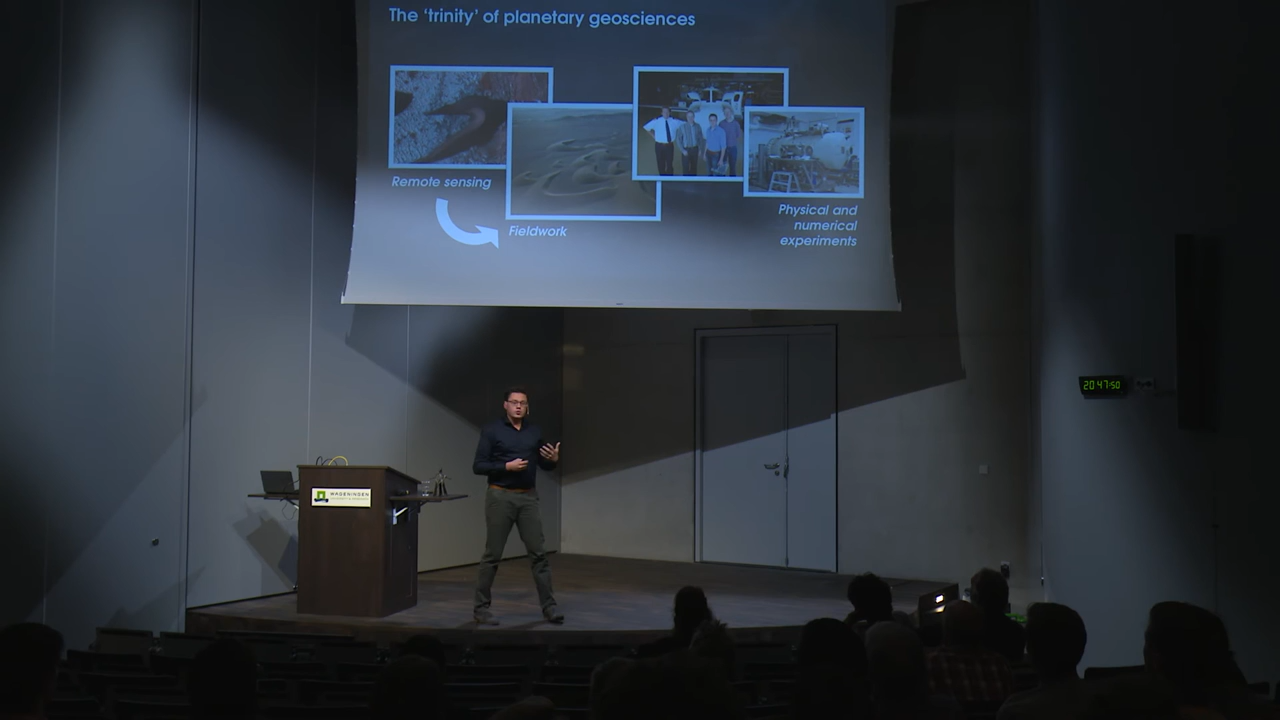 The 'trinity' of planetary geosciences
Remote sensing
Fieldwork
Physical and
numerical
experiments
20:47:50
WAGENINGEN